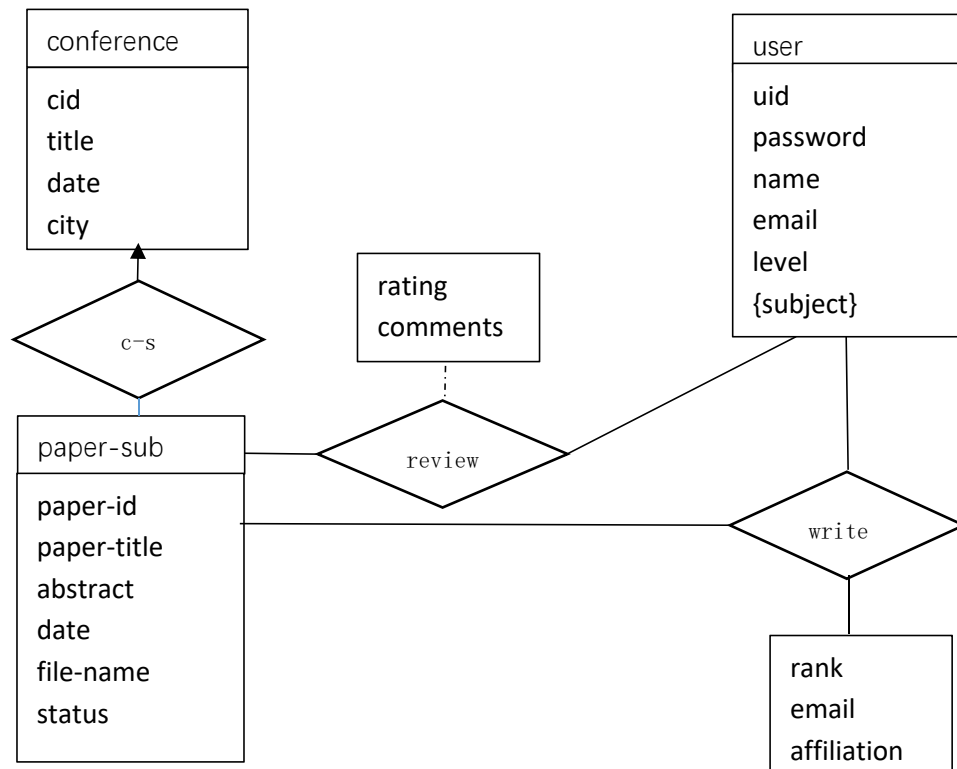 conference
cid
title
date
city
user
uid
password
name
email
level
{subject}
rating
comments
c-s
review
paper-sub
paper-id
paper-title
abstract
date
file-name
status
write
rank
email
affiliation